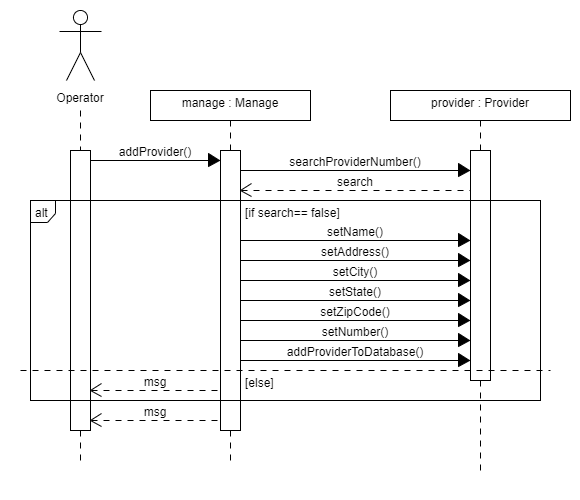 Operator
manage : Manage
provider : Provider
addProvider()
searchProviderNumber()
search
alt
[if search== false]
setName()
setAddress()
setCity()
setState()
setZipCode()
setNumber()
addProviderToDatabase()
msg
[else]
msg